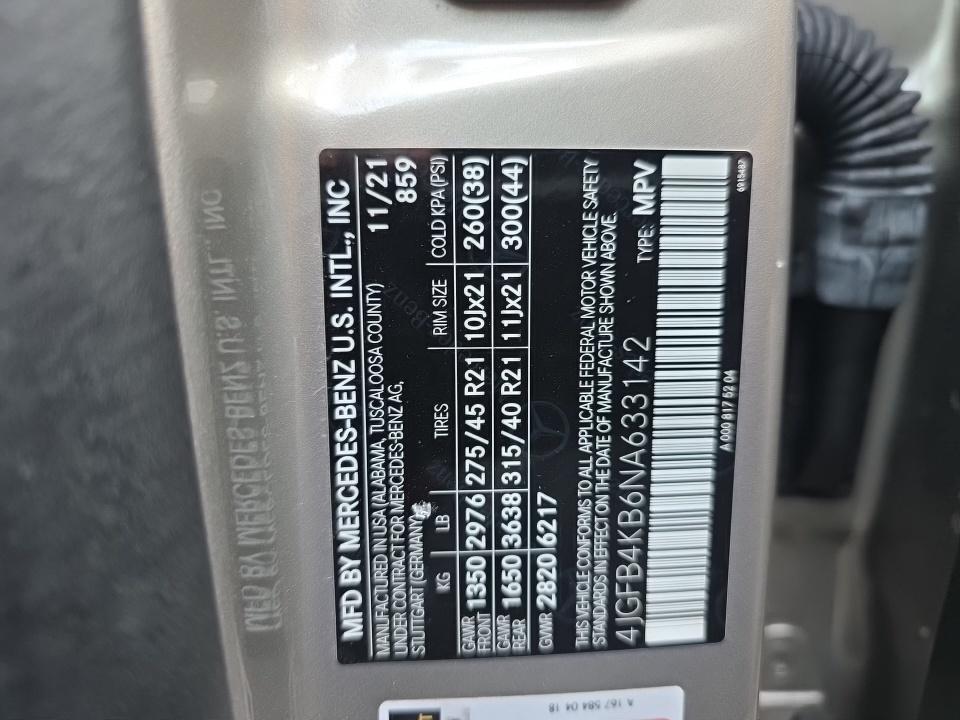 MFD BY MERCEDES-BENZ U.S. INTL., INC
MANUFACTURED IN USA (ALABAMA, TUSCALOOSA COUNTY) 11/21
UNDER CONTRACT FOR MERCEDES-BENZ AG, 859
STUTTGART (GERMANY)
KG LB TIRES RIM SIZE COLD KPA (PSI)
GAWR FRONT 1350 2976 275/45 R21 10Jx21 260(38)
GAWR REAR 1650 3638 315/40 R21 11Jx21 300(44)
GVWR 2820 6217
THIS VEHICLE CONFORMS TO ALL APPLICABLE FEDERAL MOTOR VEHICLE SAFETY
STANDARDS IN EFFECT ON THE DATE OF MANUFACTURE SHOWN ABOVE.
4JGFB4KB6NA633142 TYPE: MPV
A 000 817 52 04 6915487
A 167 584 04 18